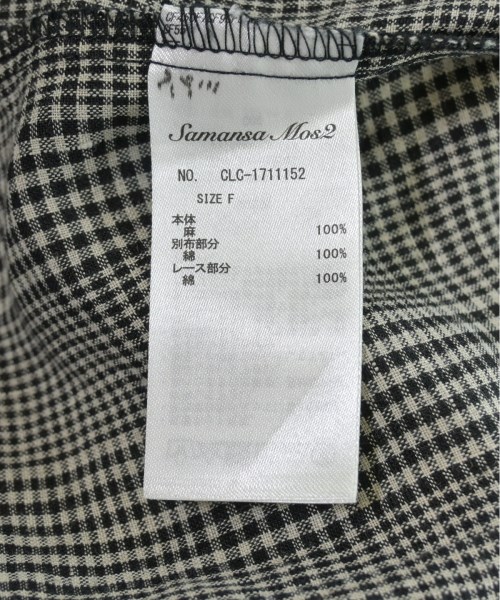 Samansa Mos2
NO. CLC-1711152
SIZE F
本体
麻 100%
別布部分
綿 100%
レース部分
綿 100%